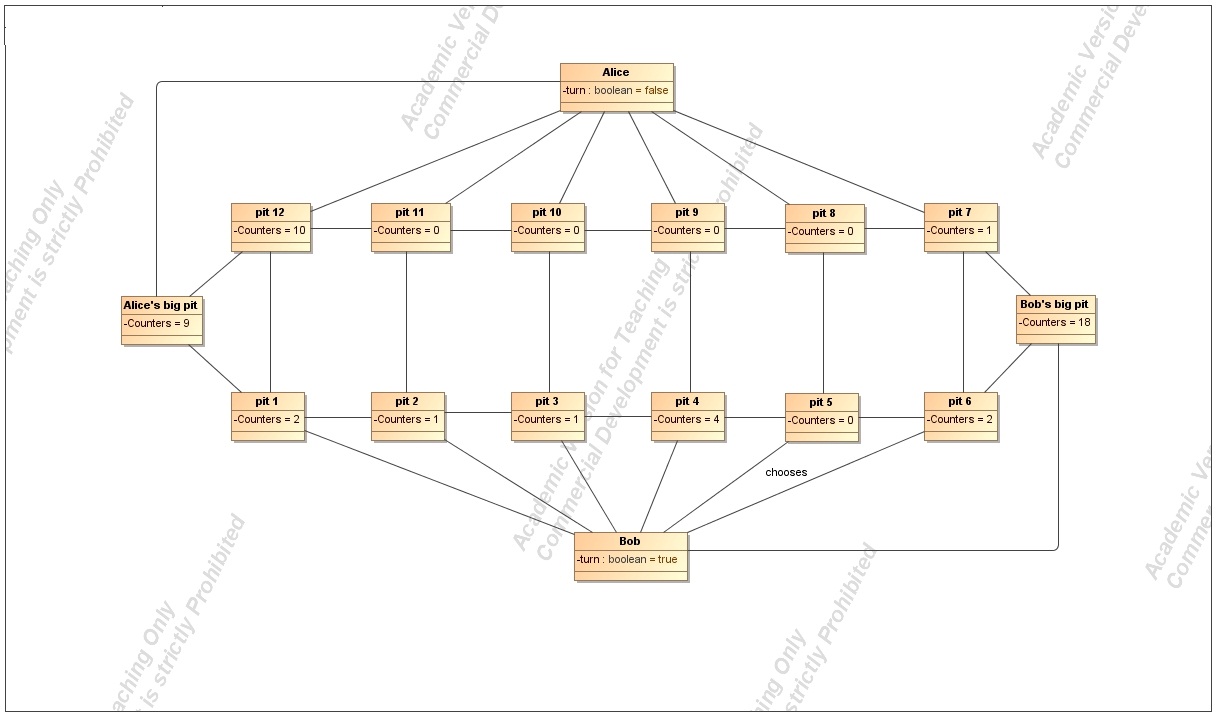 Alice
-turn : boolean = false
pit 12
-Counters = 10
pit 11
-Counters = 0
pit 10
-Counters = 0
pit 9
-Counters = 0
pit 8
-Counters = 0
pit 7
-Counters = 1
Alice's big pit
-Counters = 9
Bob's big pit
-Counters = 18
pit 1
-Counters = 2
pit 2
-Counters = 1
pit 3
-Counters = 1
pit 4
-Counters = 4
pit 5
-Counters = 0
pit 6
-Counters = 2
chooses
Bob
-turn : boolean = true
Academic Version for Teaching
Commercial Development is strictly Prohibited